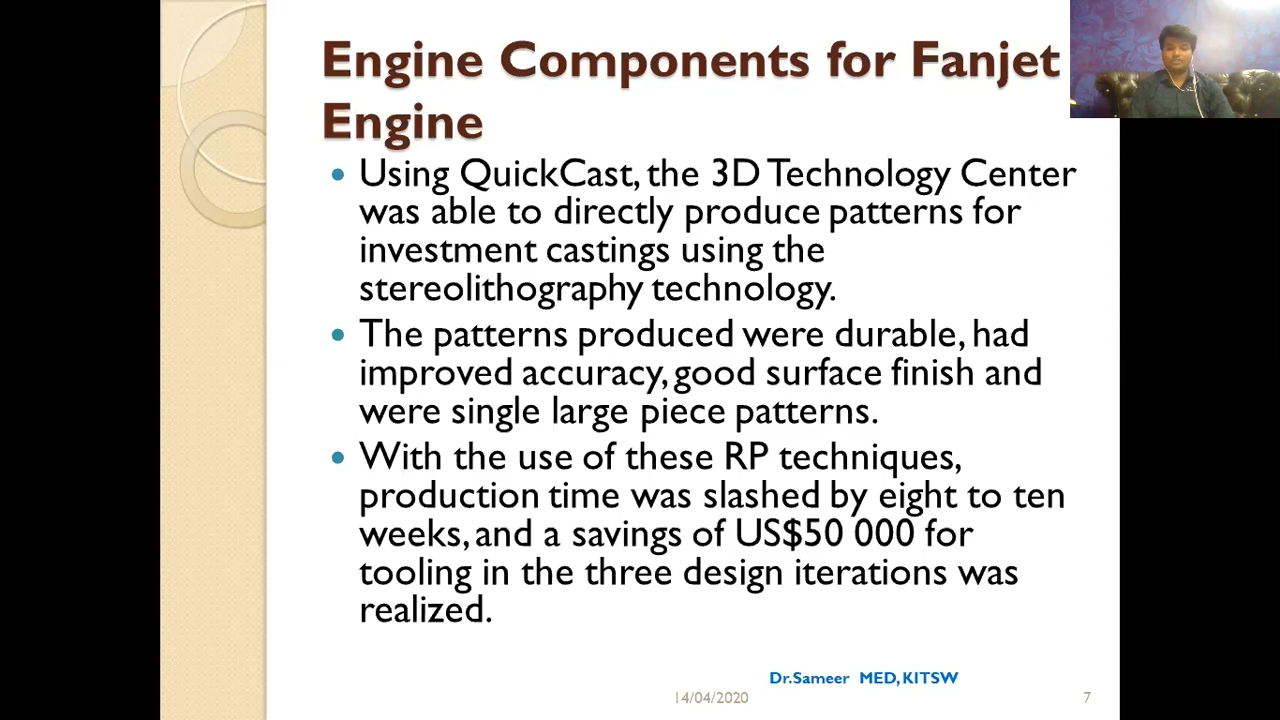 Engine Components for Fanjet
Engine
• Using QuickCast, the 3D Technology Center
was able to directly produce patterns for
investment castings using the
stereolithography technology.
• The patterns produced were durable, had
improved accuracy, good surface finish and
were single large piece patterns.
• With the use of these RP techniques,
production time was slashed by eight to ten
weeks, and a savings of US$50 000 for
tooling in the three design iterations was
realized.
Dr.Sameer MED, KITSW
14/04/2020 7